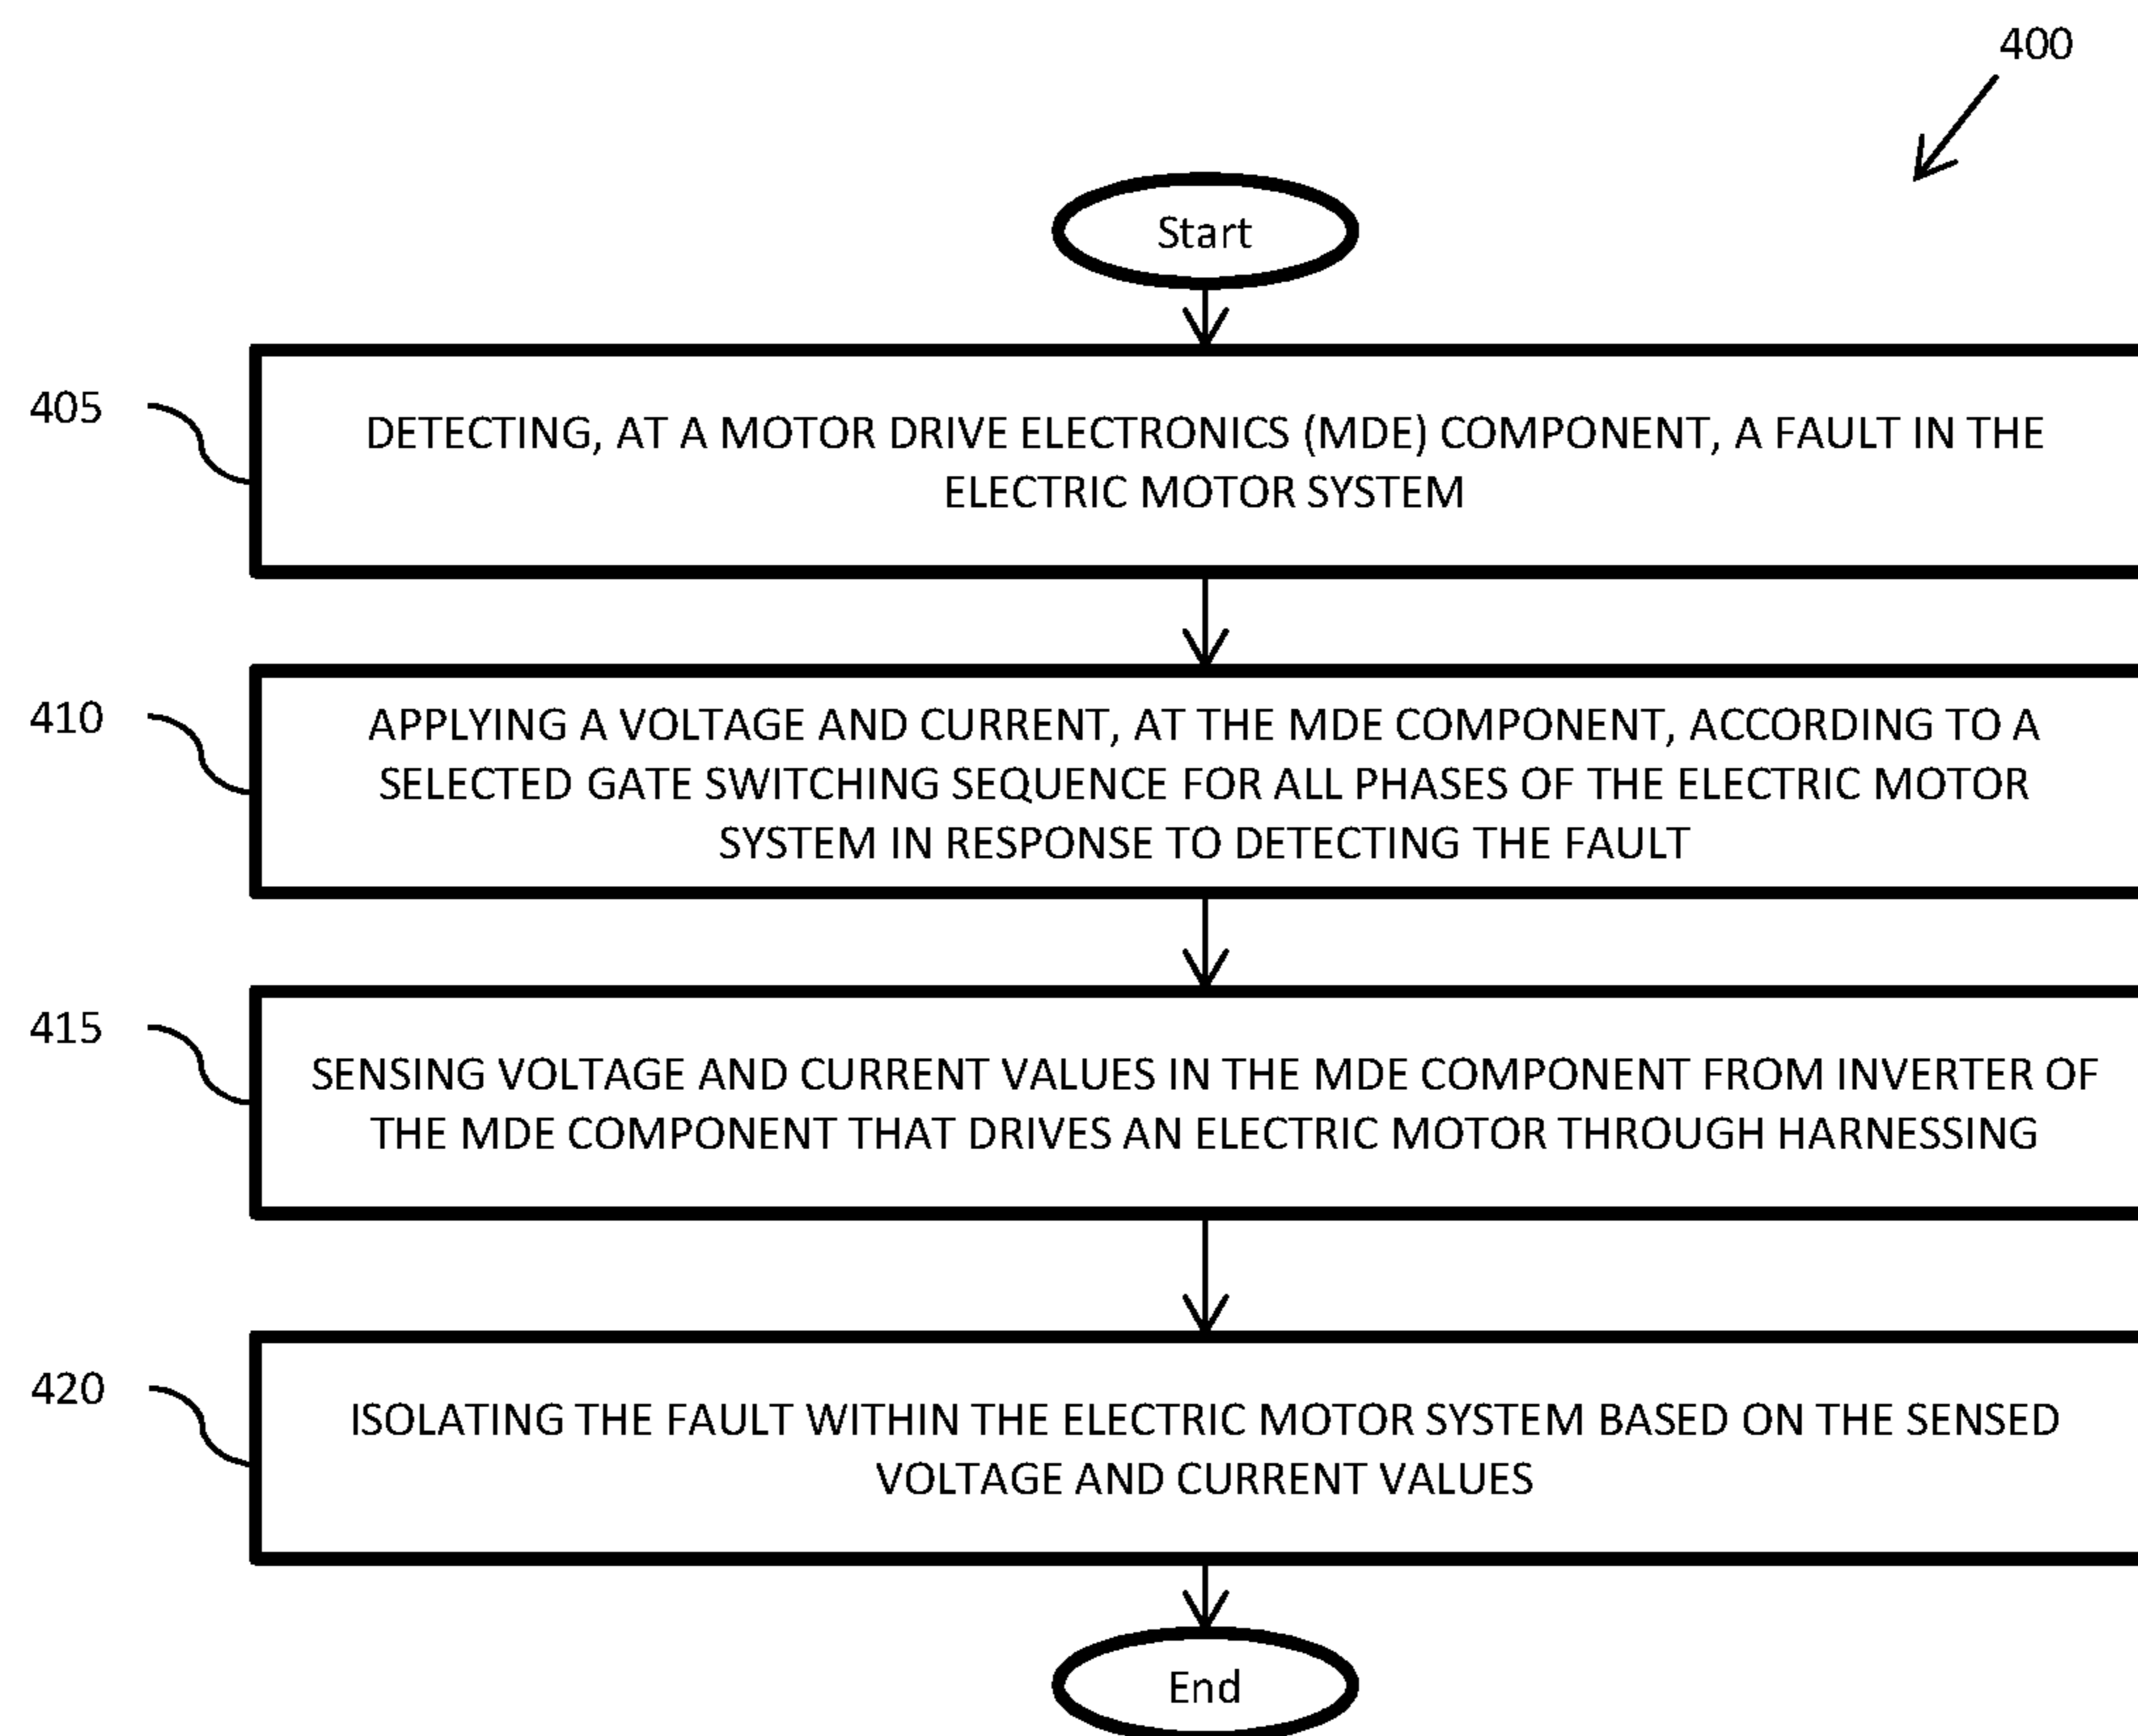 400
Start
405
DETECTING, AT A MOTOR DRIVE ELECTRONICS (MDE) COMPONENT, A FAULT IN THE
ELECTRIC MOTOR SYSTEM
410
APPLYING A VOLTAGE AND CURRENT, AT THE MDE COMPONENT, ACCORDING TO A
SELECTED GATE SWITCHING SEQUENCE FOR ALL PHASES OF THE ELECTRIC MOTOR
SYSTEM IN RESPONSE TO DETECTING THE FAULT
415
SENSING VOLTAGE AND CURRENT VALUES IN THE MDE COMPONENT FROM INVERTER OF
THE MDE COMPONENT THAT DRIVES AN ELECTRIC MOTOR THROUGH HARNESSING
420
ISOLATING THE FAULT WITHIN THE ELECTRIC MOTOR SYSTEM BASED ON THE SENSED
VOLTAGE AND CURRENT VALUES
End